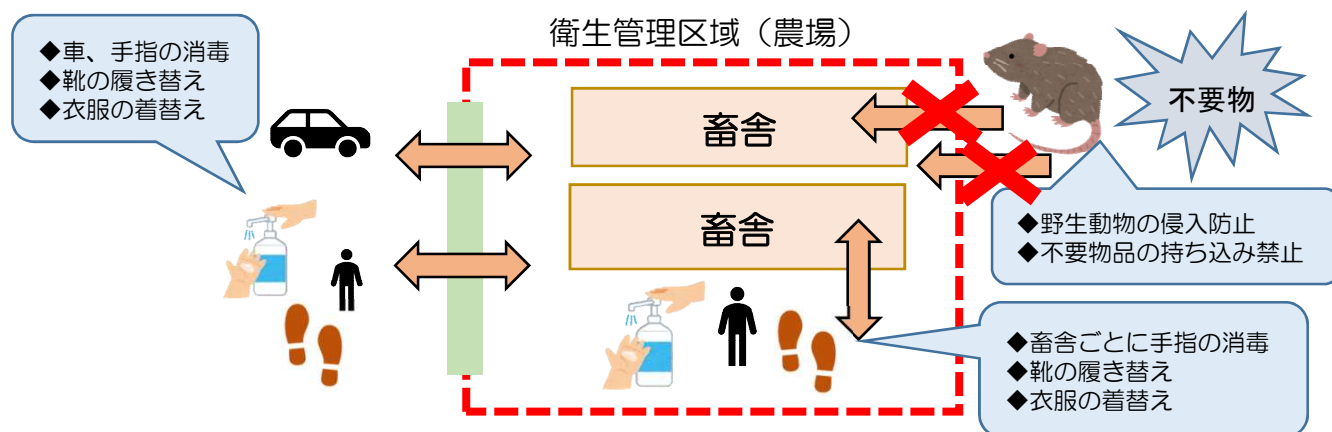 衛生管理区域（農場）
◆車、手指の消毒
◆靴の履き替え
◆衣服の着替え
不要物
畜舎
畜舎
◆野生動物の侵入防止
◆不要物品の持ち込み禁止
◆畜舎ごとに手指の消毒
◆靴の履き替え
◆衣服の着替え